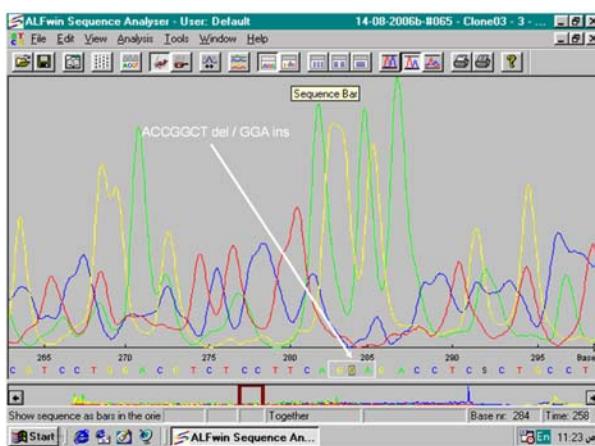 ALFwin Sequence Analyser - User: Default 14-08-2006b-#065 - Clone03 - 3 - ...
File Edit View Analysis Tools Window Help
Sequence Bar
ACCGGCT del / GGA ins
265 270 275 280 285 290 295 Base
C G T C C T G G A C G T C T C C T T C A G G A G A C C T C S C T G C C T
Show sequence as bars in the orie Together Base nr: 284 Time: 258
Start ALFwin Sequence An... En 11:23